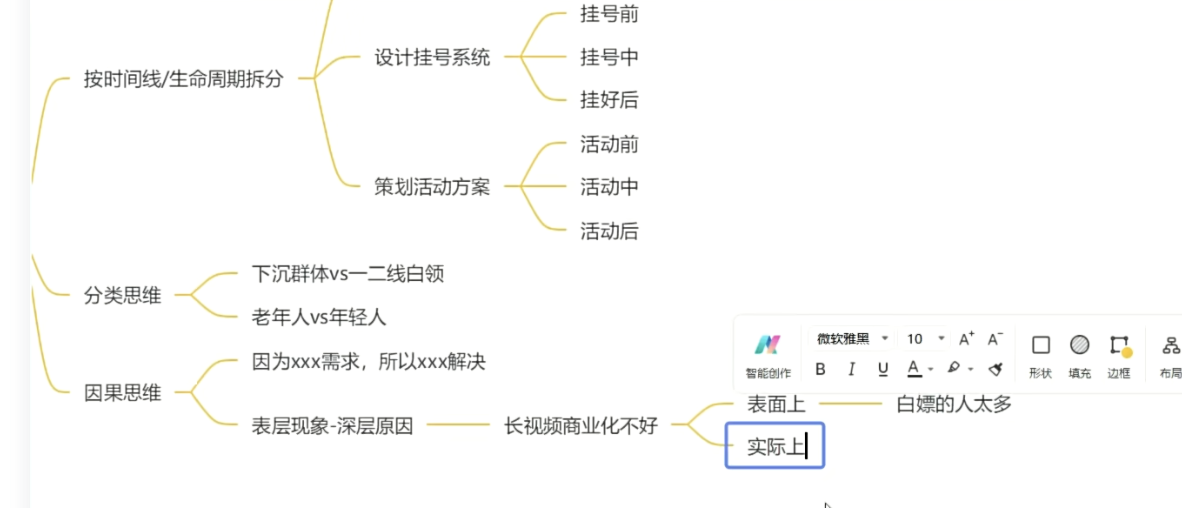 挂号前
设计挂号系统
挂号中
按时间线/生命周期拆分
挂好后
活动前
策划活动方案
活动中
活动后
下沉群体vs一二线白领
分类思维
老年人vs年轻人
微软雅黑 10 A+ A-
智能创作 B I U A 形状 填充 边框 布局
因为xxx需求，所以xxx解决
因果思维
表面上 白嫖的人太多
表层现象-深层原因 长视频商业化不好
实际上